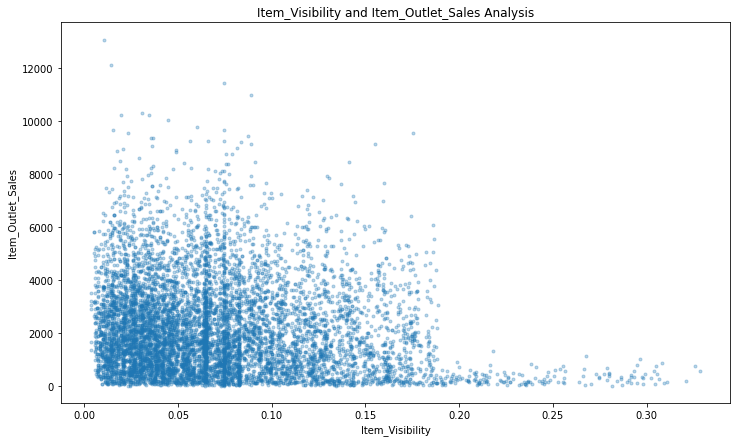 Item_Visibility and Item_Outlet_Sales Analysis
12000
10000
8000
6000
4000
2000
0
Item_Outlet_Sales
0.00 0.05 0.10 0.15 0.20 0.25 0.30
Item_Visibility